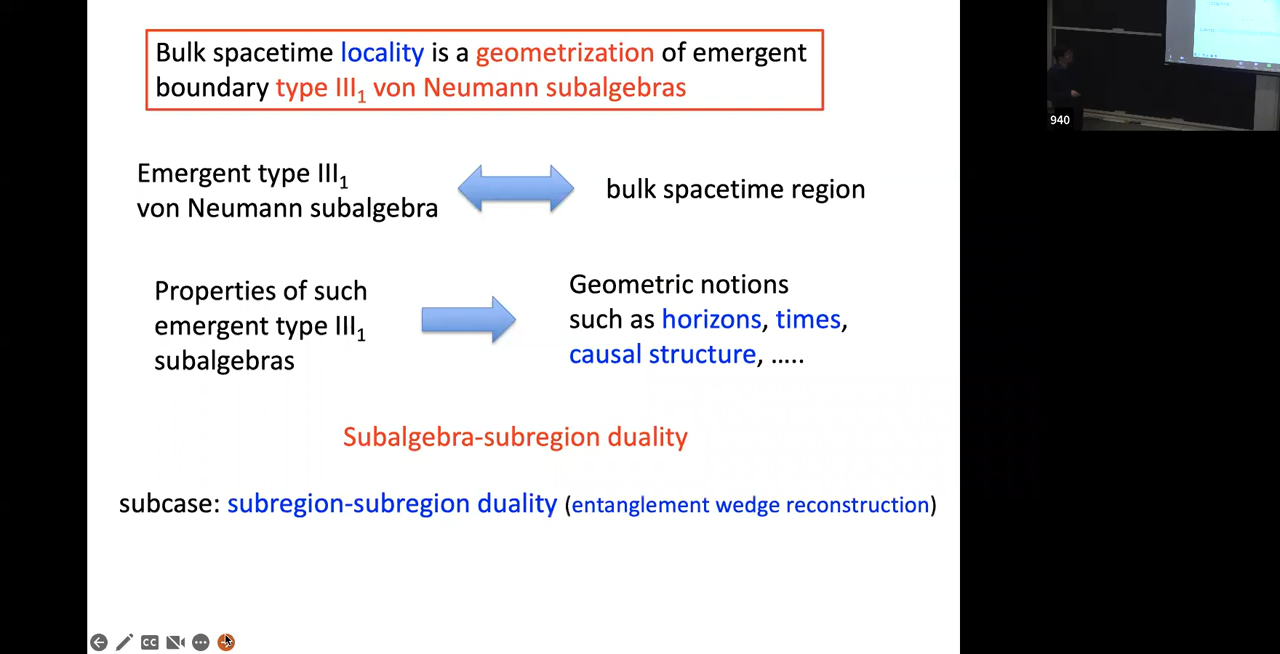 Bulk spacetime locality is a geometrization of emergent
boundary type III₁ von Neumann subalgebras
Emergent type III₁
von Neumann subalgebra
bulk spacetime region
Properties of such
emergent type III₁
subalgebras
Geometric notions
such as horizons, times,
causal structure, …..
Subalgebra-subregion duality
subcase: subregion-subregion duality (entanglement wedge reconstruction)
940
CC